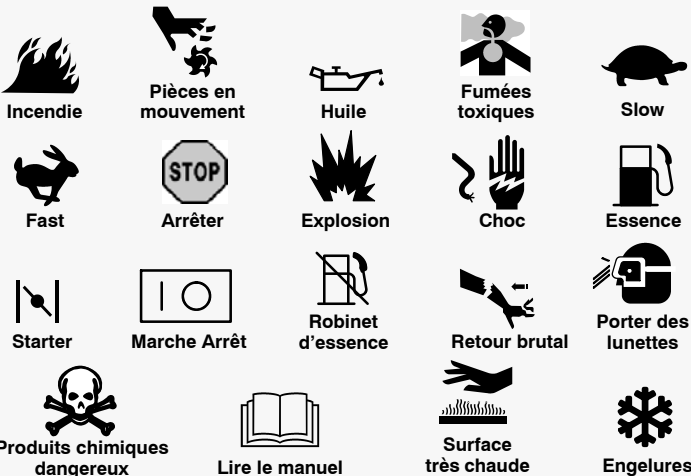 Incendie
Pièces en
mouvement
Huile
Fumées
toxiques
Slow
Fast
STOP
Arrêter
Explosion
Choc
Essence
Starter
Marche Arrêt
Robinet
d’essence
Retour brutal
Porter des
lunettes
Produits chimiques
dangereux
Lire le manuel
Surface
très chaude
Engelures